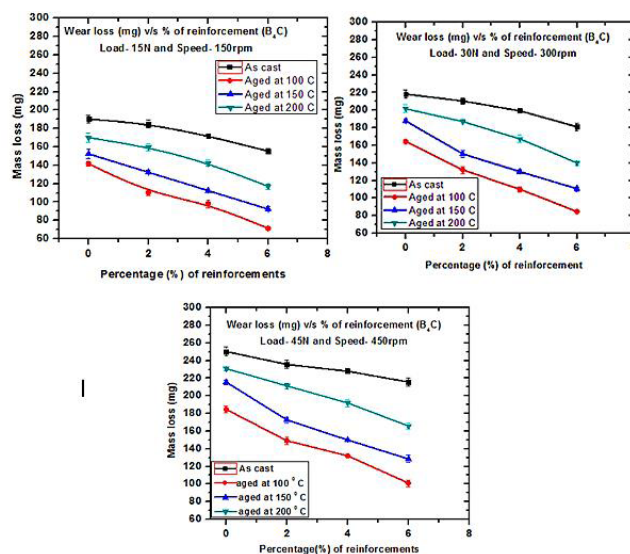 Wear loss (mg) v/s % of reinforcement (B4C)
Load- 15N and Speed- 150rpm
As cast
Aged at 100 C
Aged at 150 C
Aged at 200 C
Mass loss (mg)
300
280
260
240
220
200
180
160
140
120
100
80
60
0 2 4 6 8
Percentage (%) of reinforcements
Wear loss (mg) v/s % of reinforcement (B4C)
Load- 30N and Speed- 300rpm
As cast
Aged at 100 C
Aged at 150 C
Aged at 200 C
Mass loss (mg)
300
280
260
240
220
200
180
160
140
120
100
80
60
0 2 4 6 8
Percentage (%) of reinforcement
Wear loss (mg) v/s % of reinforcement (B4C)
Load- 45N and Speed- 450rpm
As cast
aged at 100 ° C
aged at 150 ° C
aged at 200 ° C
Mass loss (mg)
300
280
260
240
220
200
180
160
140
120
100
80
60
0 2 4 6 8
Percentage(%) of reinforcements